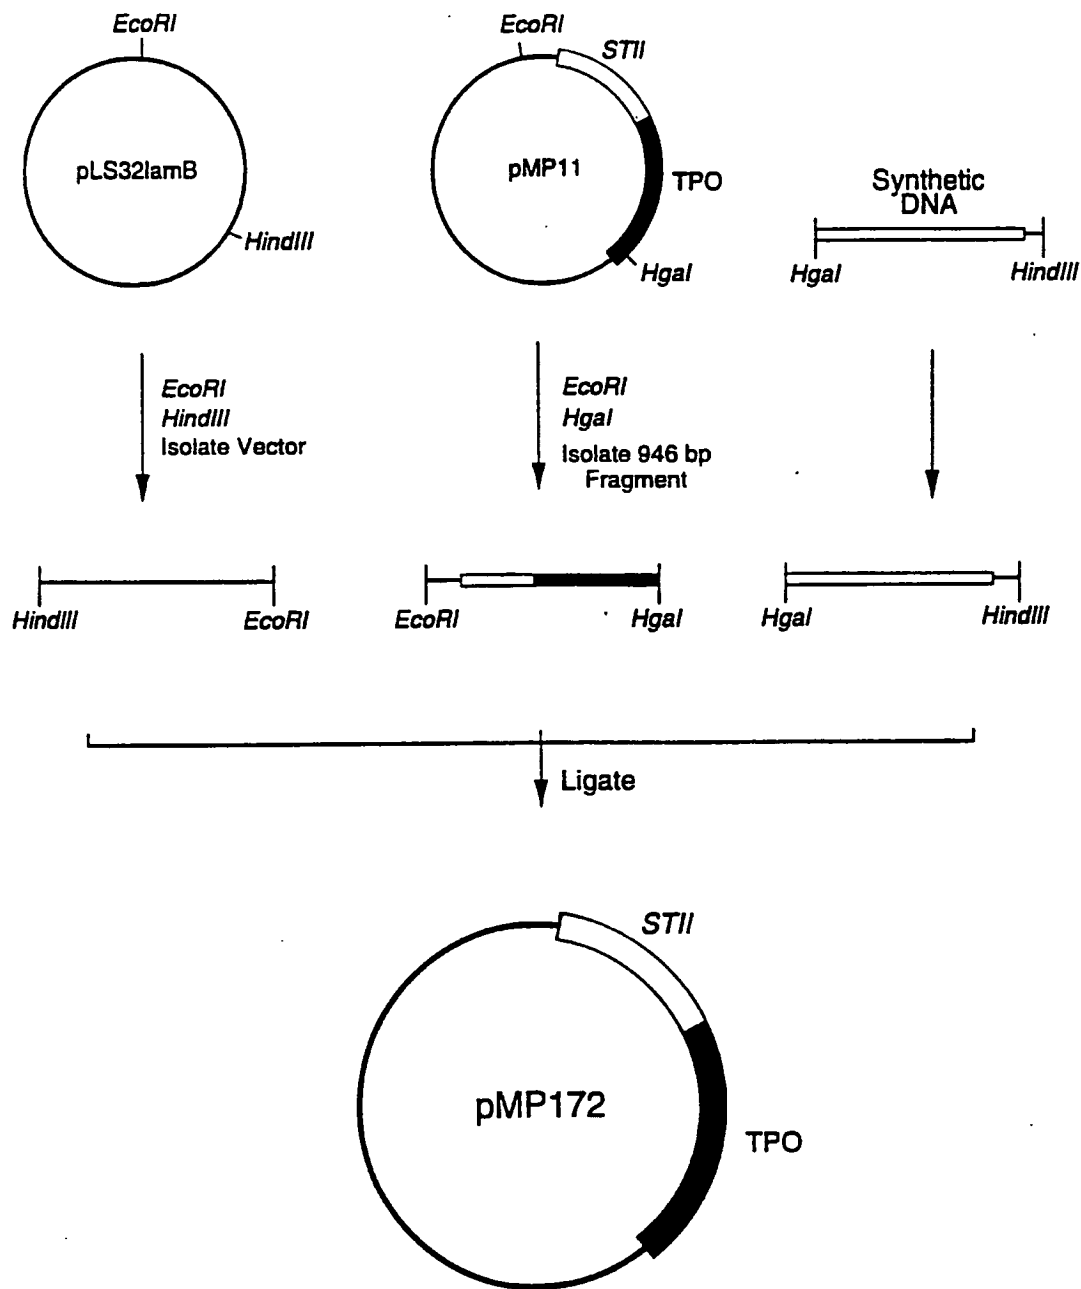 EcoRI
pLS32lamB
HindIII
EcoRI
STII
pMP11
TPO
HgaI
Synthetic
DNA
HgaI
HindIII
EcoRI
HindIII
Isolate Vector
EcoRI
HgaI
Isolate 946 bp
Fragment
HindIII
EcoRI
EcoRI
HgaI
HgaI
HindIII
Ligate
STII
pMP172
TPO